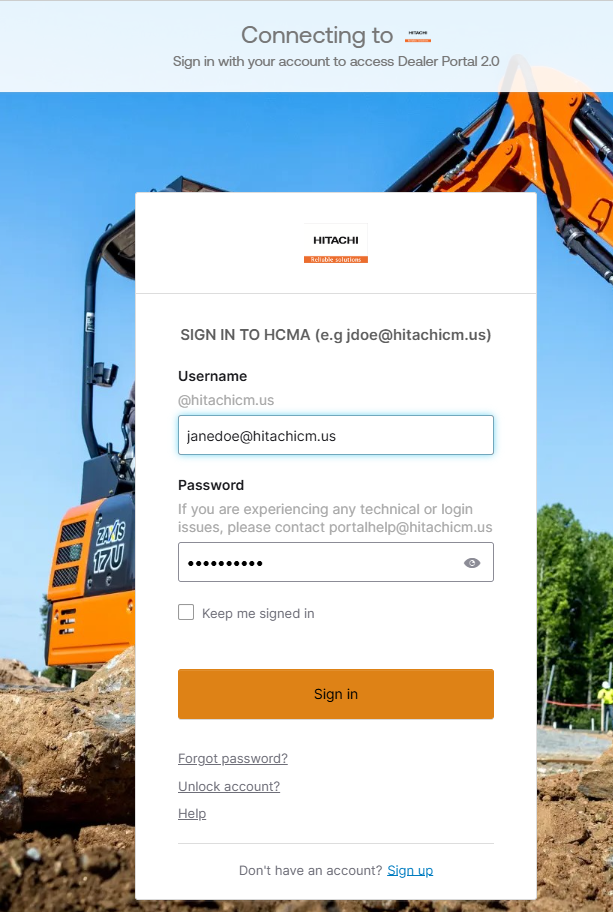 Connecting to HITACHI
Sign in with your account to access Dealer Portal 2.0
HITACHI
Reliable solutions
SIGN IN TO HCMA (e.g jdoe@hitachicm.us)
Username
@hitachicm.us
janedoe@hitachicm.us
Password
If you are experiencing any technical or login
issues, please contact portalhelp@hitachicm.us
••••••••••
Keep me signed in
Sign in
Forgot password?
Unlock account?
Help
Don't have an account? Sign up
ZAXIS
17U